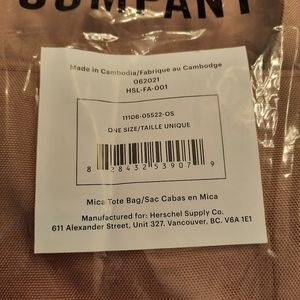 COMPANY
Made in Cambodia/Fabrique au Cambodge
062021
HSL-FA-001
11106-05522-OS
ONE SIZE/TAILLE UNIQUE
8 28432 53907 9
Mica Tote Bag/Sac Cabas en Mica
Manufactured for: Herschel Supply Co.
611 Alexander Street, Unit 327. Vancouver, BC. V6A 1E1